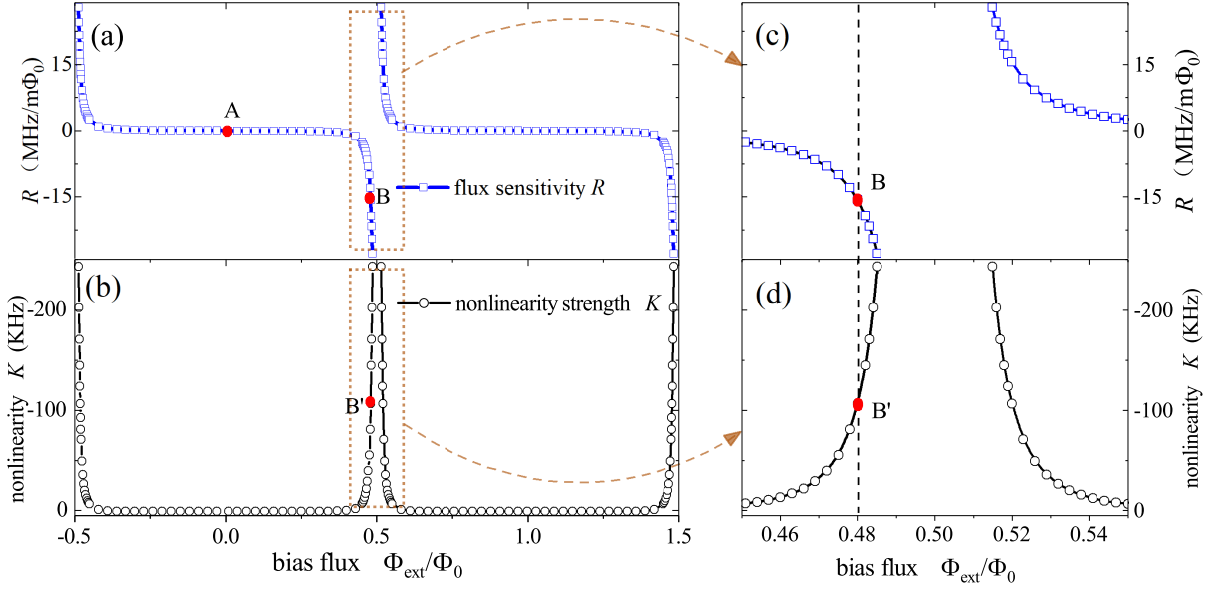 (a)
R (MHz/mΦ0)
15
0
-15
A
B
flux sensitivity R
(b)
nonlinearity K (KHz)
-200
-100
0
nonlinearity strength K
B'
-0.5 0.0 0.5 1.0 1.5
bias flux Φext/Φ0
(c)
15
0
-15
R (MHz/mΦ0)
B
(d)
-200
-100
0
nonlinearity K (KHz)
B'
0.46 0.48 0.50 0.52 0.54
bias flux Φext/Φ0